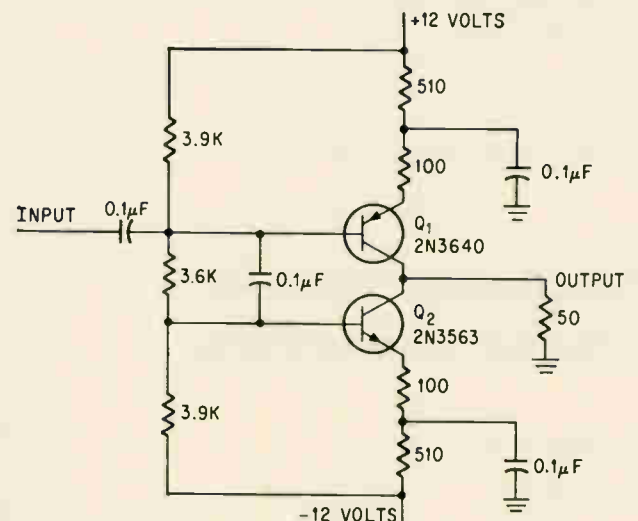 +12 VOLTS
510
3.9K
100
0.1µF
INPUT
0.1µF
Q1
2N3640
3.6K
0.1µF
OUTPUT
50
Q2
2N3563
100
3.9K
510
0.1µF
-12 VOLTS